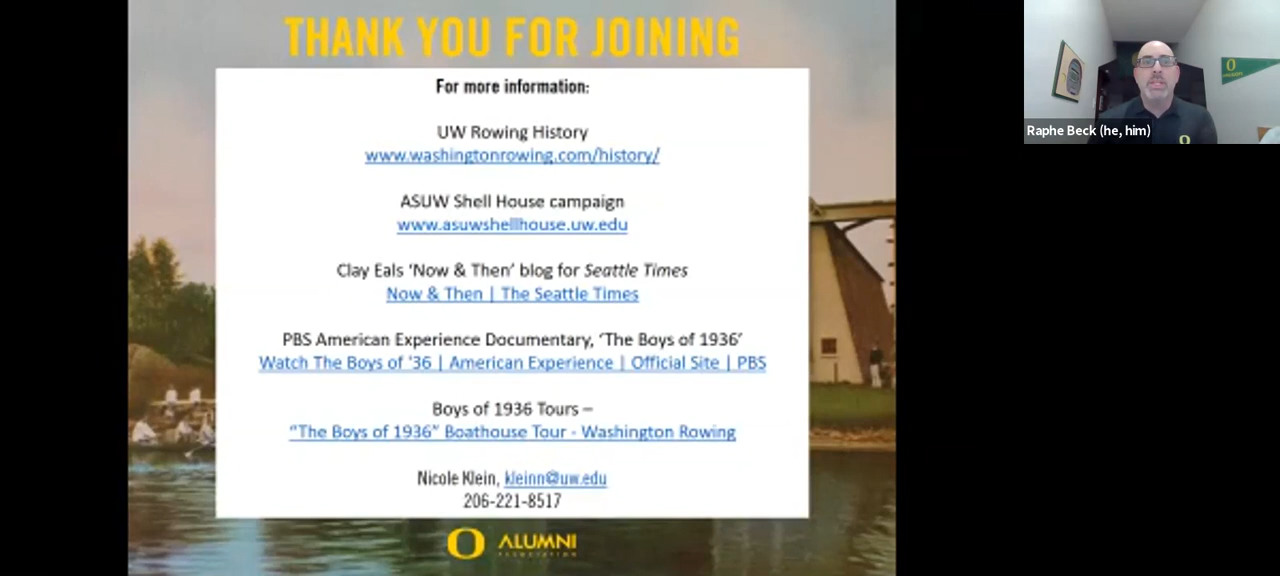 THANK YOU FOR JOINING
For more information:
UW Rowing History
www.washingtonrowing.com/history/
ASUW Shell House campaign
www.asuwshellhouse.uw.edu
Clay Eals ‘Now & Then’ blog for Seattle Times
Now & Then | The Seattle Times
PBS American Experience Documentary, ‘The Boys of 1936’
Watch The Boys of '36 | American Experience | Official Site | PBS
Boys of 1936 Tours –
“The Boys of 1936” Boathouse Tour - Washington Rowing
Nicole Klein, kleinn@uw.edu
206-221-8517
O ALUMNI
ASSOCIATION
Raphe Beck (he, him)
O
O